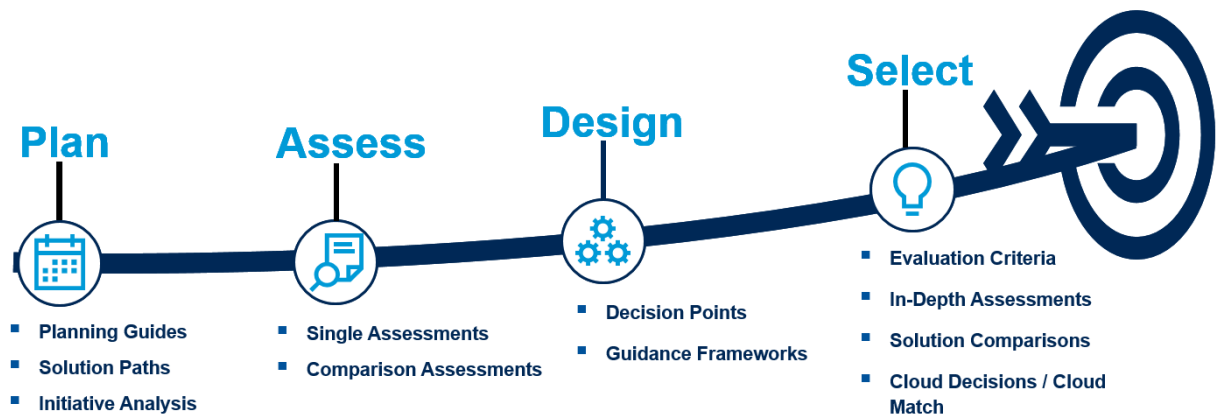 Plan
Planning Guides
Solution Paths
Initiative Analysis
Assess
Single Assessments
Comparison Assessments
Design
Decision Points
Guidance Frameworks
Select
Evaluation Criteria
In-Depth Assessments
Solution Comparisons
Cloud Decisions / Cloud
Match